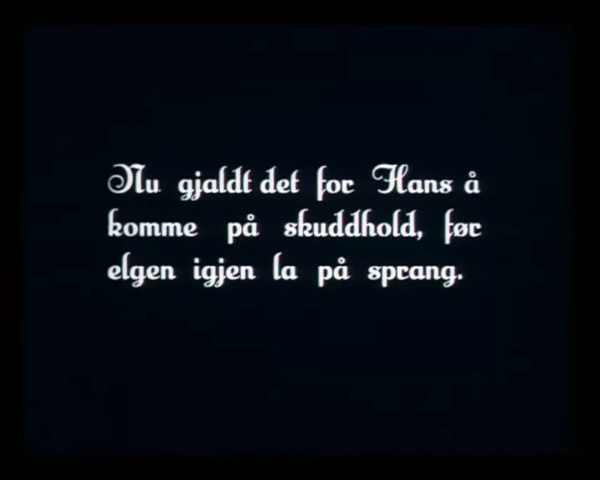 Nu gjaldt det for Hans å
komme på skuddhold, før
elgen igjen la på sprang.